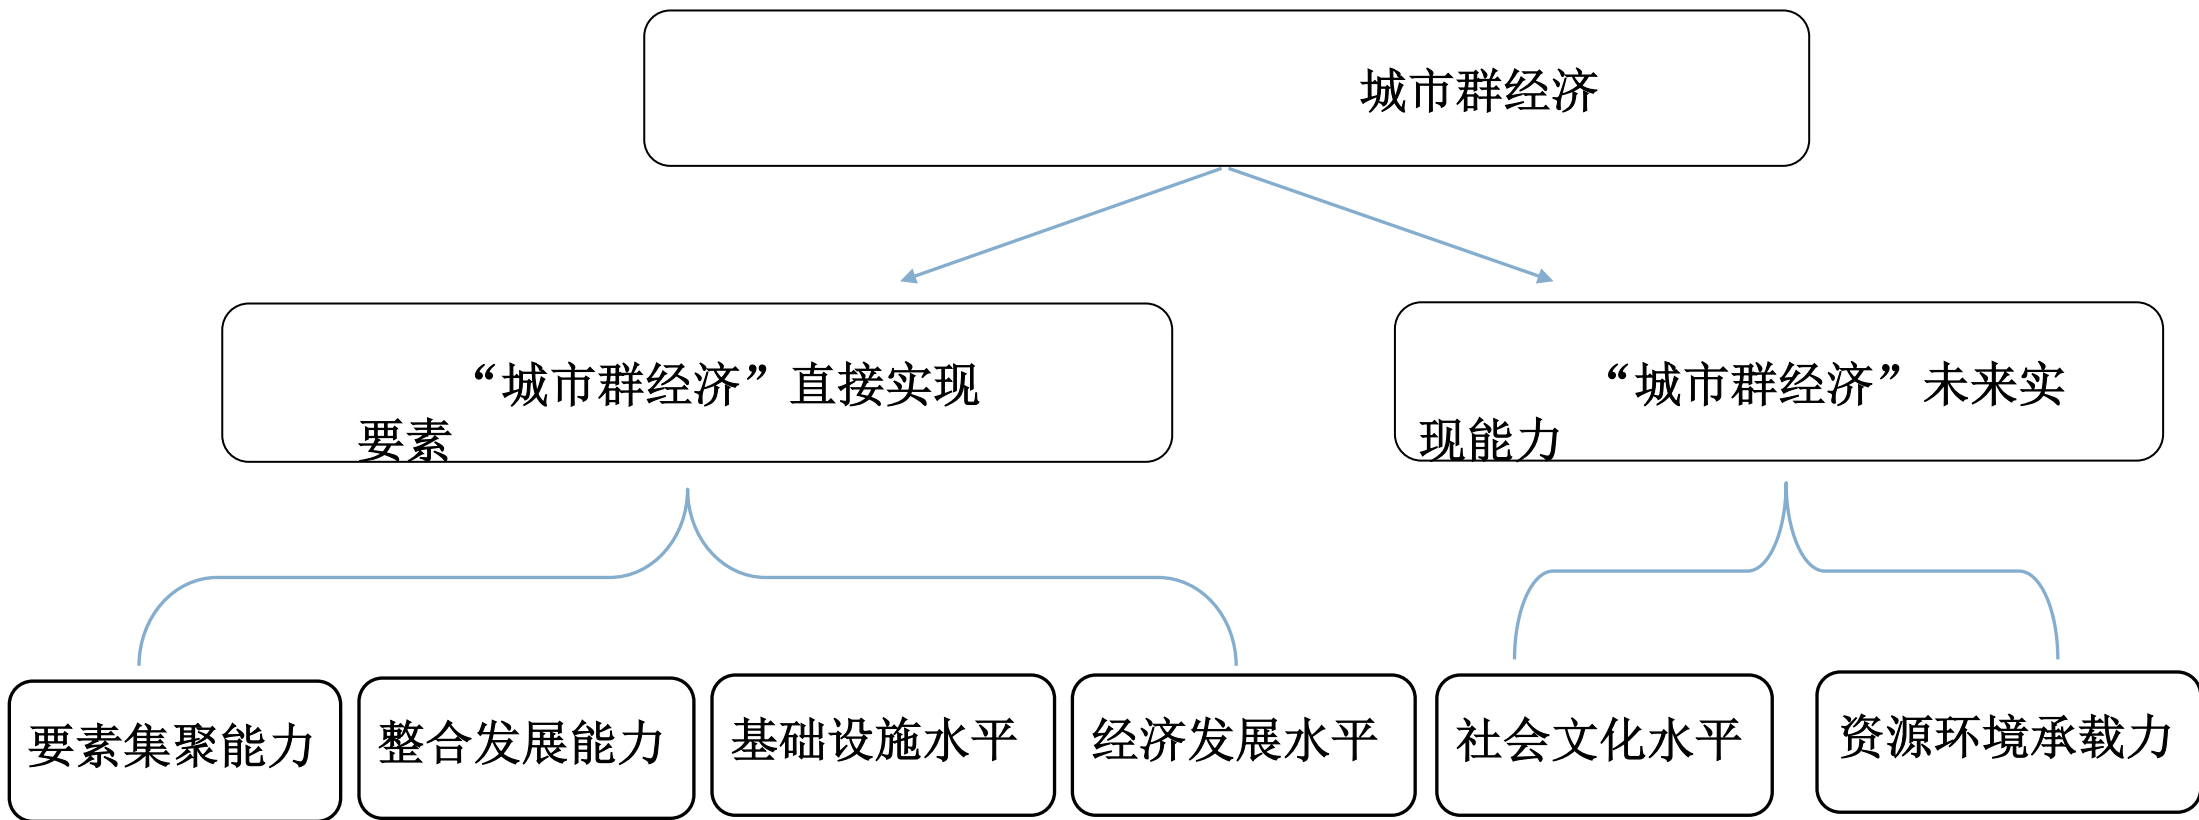 城市群经济
“城市群经济”直接实现
要素
“城市群经济”未来实
现能力
要素集聚能力
整合发展能力
基础设施水平
经济发展水平
社会文化水平
资源环境承载力